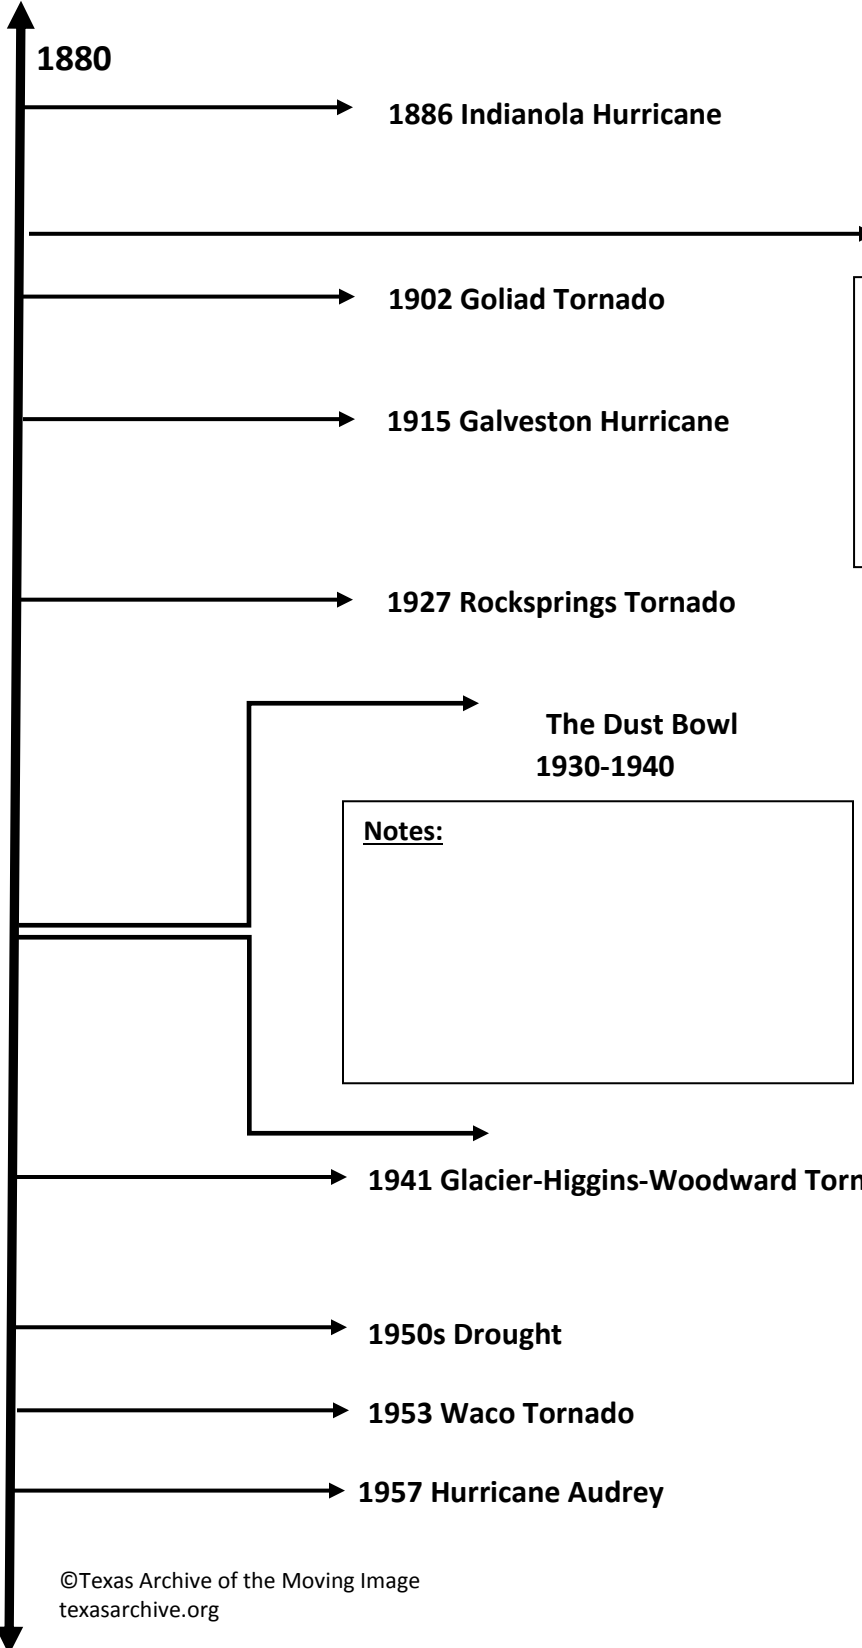 1880
1886 Indianola Hurricane
1902 Goliad Tornado
1915 Galveston Hurricane
1927 Rocksprings Tornado
The Dust Bowl
1930-1940
Notes:
1941 Glacier-Higgins-Woodward
1950s Drought
1953 Waco Tornado
1957 Hurricane Audrey
©Texas Archive of the Moving Image
texasarchive.org